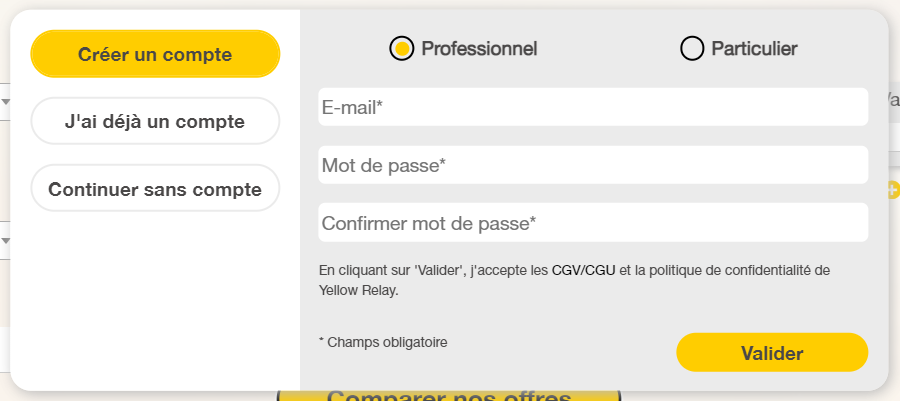 Créer un compte
J'ai déjà un compte
Continuer sans compte
Professionnel
Particulier
E-mail*
Mot de passe*
Confirmer mot de passe*
En cliquant sur 'Valider', j'accepte les CGV/CGU et la politique de confidentialité de
Yellow Relay.
* Champs obligatoire
Valider
Comparer nos offres